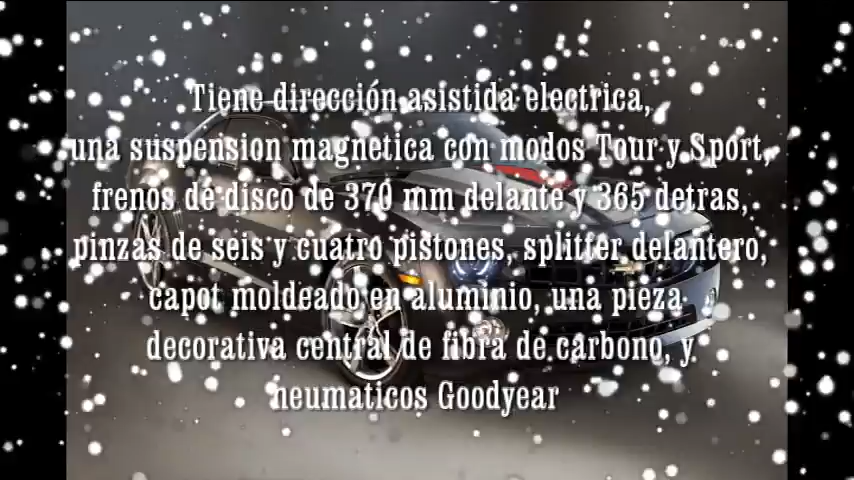 Tiene dirección asistida electrica,
una suspension magnetica con modos Tour y Sport,
frenos de disco de 370 mm delante y 365 detras,
pinzas de seis y cuatro pistones, splitter delantero,
capot moldeado en aluminio, una pieza
decorativa central de fibra de carbono, y
neumaticos Goodyear